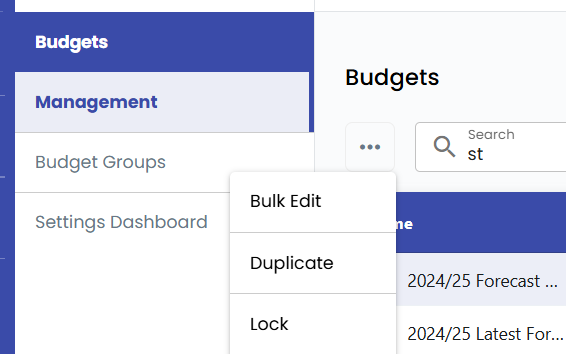 Budgets
Management
Budget Groups
Settings Dashboard
Budgets
Search
st
Bulk Edit
Duplicate
Lock
me
2024/25 Forecast ...
2024/25 Latest For...